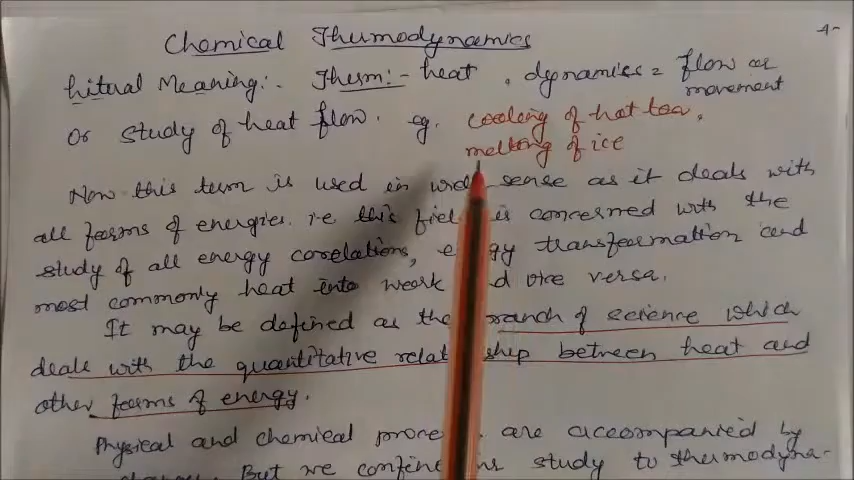 Chemical Thermodynamics
Litural Meaning:- Therm:- heat, dynamics = flow or
movement
Or study of heat flow. eg. cooling of hot tea,
melting of ice
Now this term is used in wide sense as it deals with
all forms of energies. i.e this field is concerned with the
study of all energy correlations, energy transformation and
most commonly heat into work and vice versa.
It may be defined as the branch of science which
deals with the quantitative relationship between heat and
other forms of energy.
Physical and chemical are accompanied by
But we confine study to thermodyna-